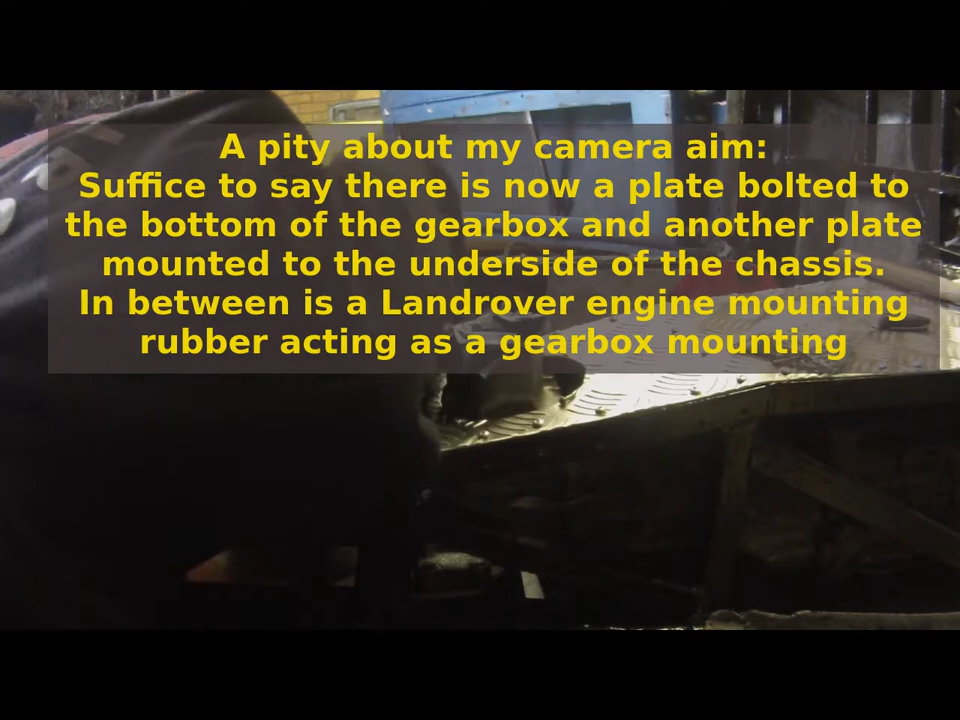 A pity about my camera aim:
Suffice to say there is now a plate bolted to
the bottom of the gearbox and another plate
mounted to the underside of the chassis.
In between is a Landrover engine mounting
rubber acting as a gearbox mounting